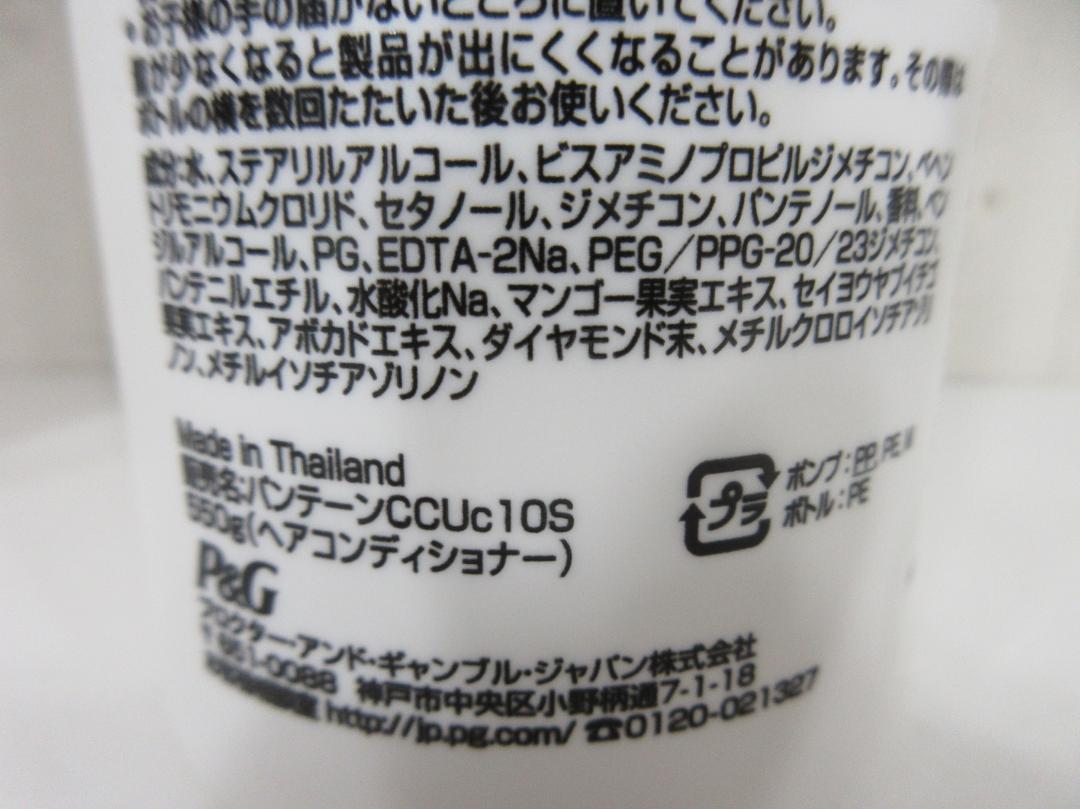 ・お子様の手の届かないところに置いてください。
量が少なくなると製品が出にくくなることがあります。その際は
ボトルの横を数回たたいた後お使いください。
成分:水、ステアリルアルコール、ビスアミノプロピルジメチコン、ベヘン
トリモニウムクロリド、セタノール、ジメチコン、パンテノール、香料、ベン
ジルアルコール、PG、EDTA-2Na、PEG/PPG-20/23ジメチコン、
パンテニルエチル、水酸化Na、マンゴー果実エキス、セイヨウヤブイチゴ
果実エキス、アボカドエキス、ダイヤモンド末、メチルクロロイソチアゾリ
ノン、メチルイソチアゾリノン
Made in Thailand
販売名:パンテーンCCUc10S
550g(ヘアコンディショナー)
プラ
ポンプ:PP, PE, M
ボトル:PE
P&G
プロクター・アンド・ギャンブル・ジャパン株式会社
〒651-0088 神戸市中央区小野柄通7-1-18
http://jp.pg.com/ ☎0120-021327